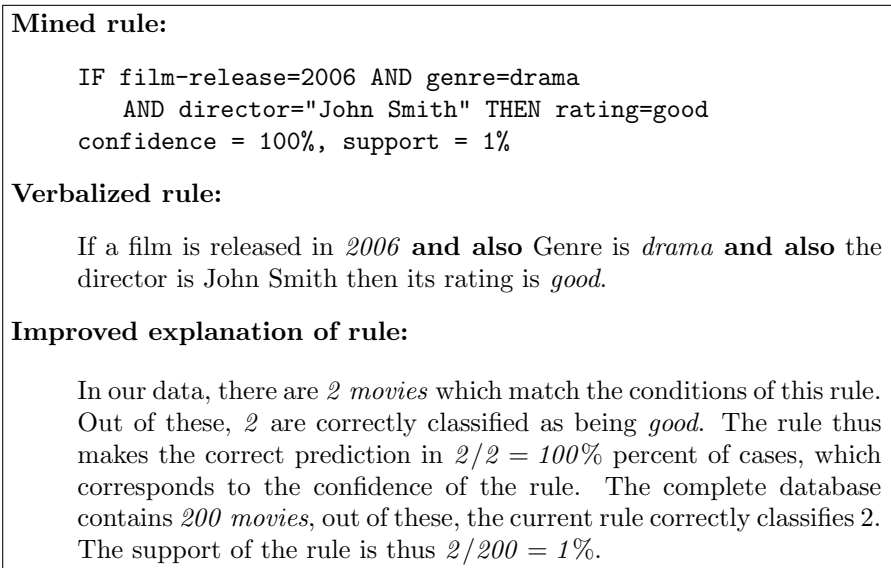 Mined rule:
IF film-release=2006 AND genre=drama
AND director="John Smith" THEN rating=good
confidence = 100%, support = 1%
Verbalized rule:
If a film is released in 2006 and also Genre is drama and also the
director is John Smith then its rating is good.
Improved explanation of rule:
In our data, there are 2 movies which match the conditions of this rule.
Out of these, 2 are correctly classified as being good. The rule thus
makes the correct prediction in 2/2 = 100% percent of cases, which
corresponds to the confidence of the rule. The complete database
contains 200 movies, out of these, the current rule correctly classifies 2.
The support of the rule is thus 2/200 = 1%.